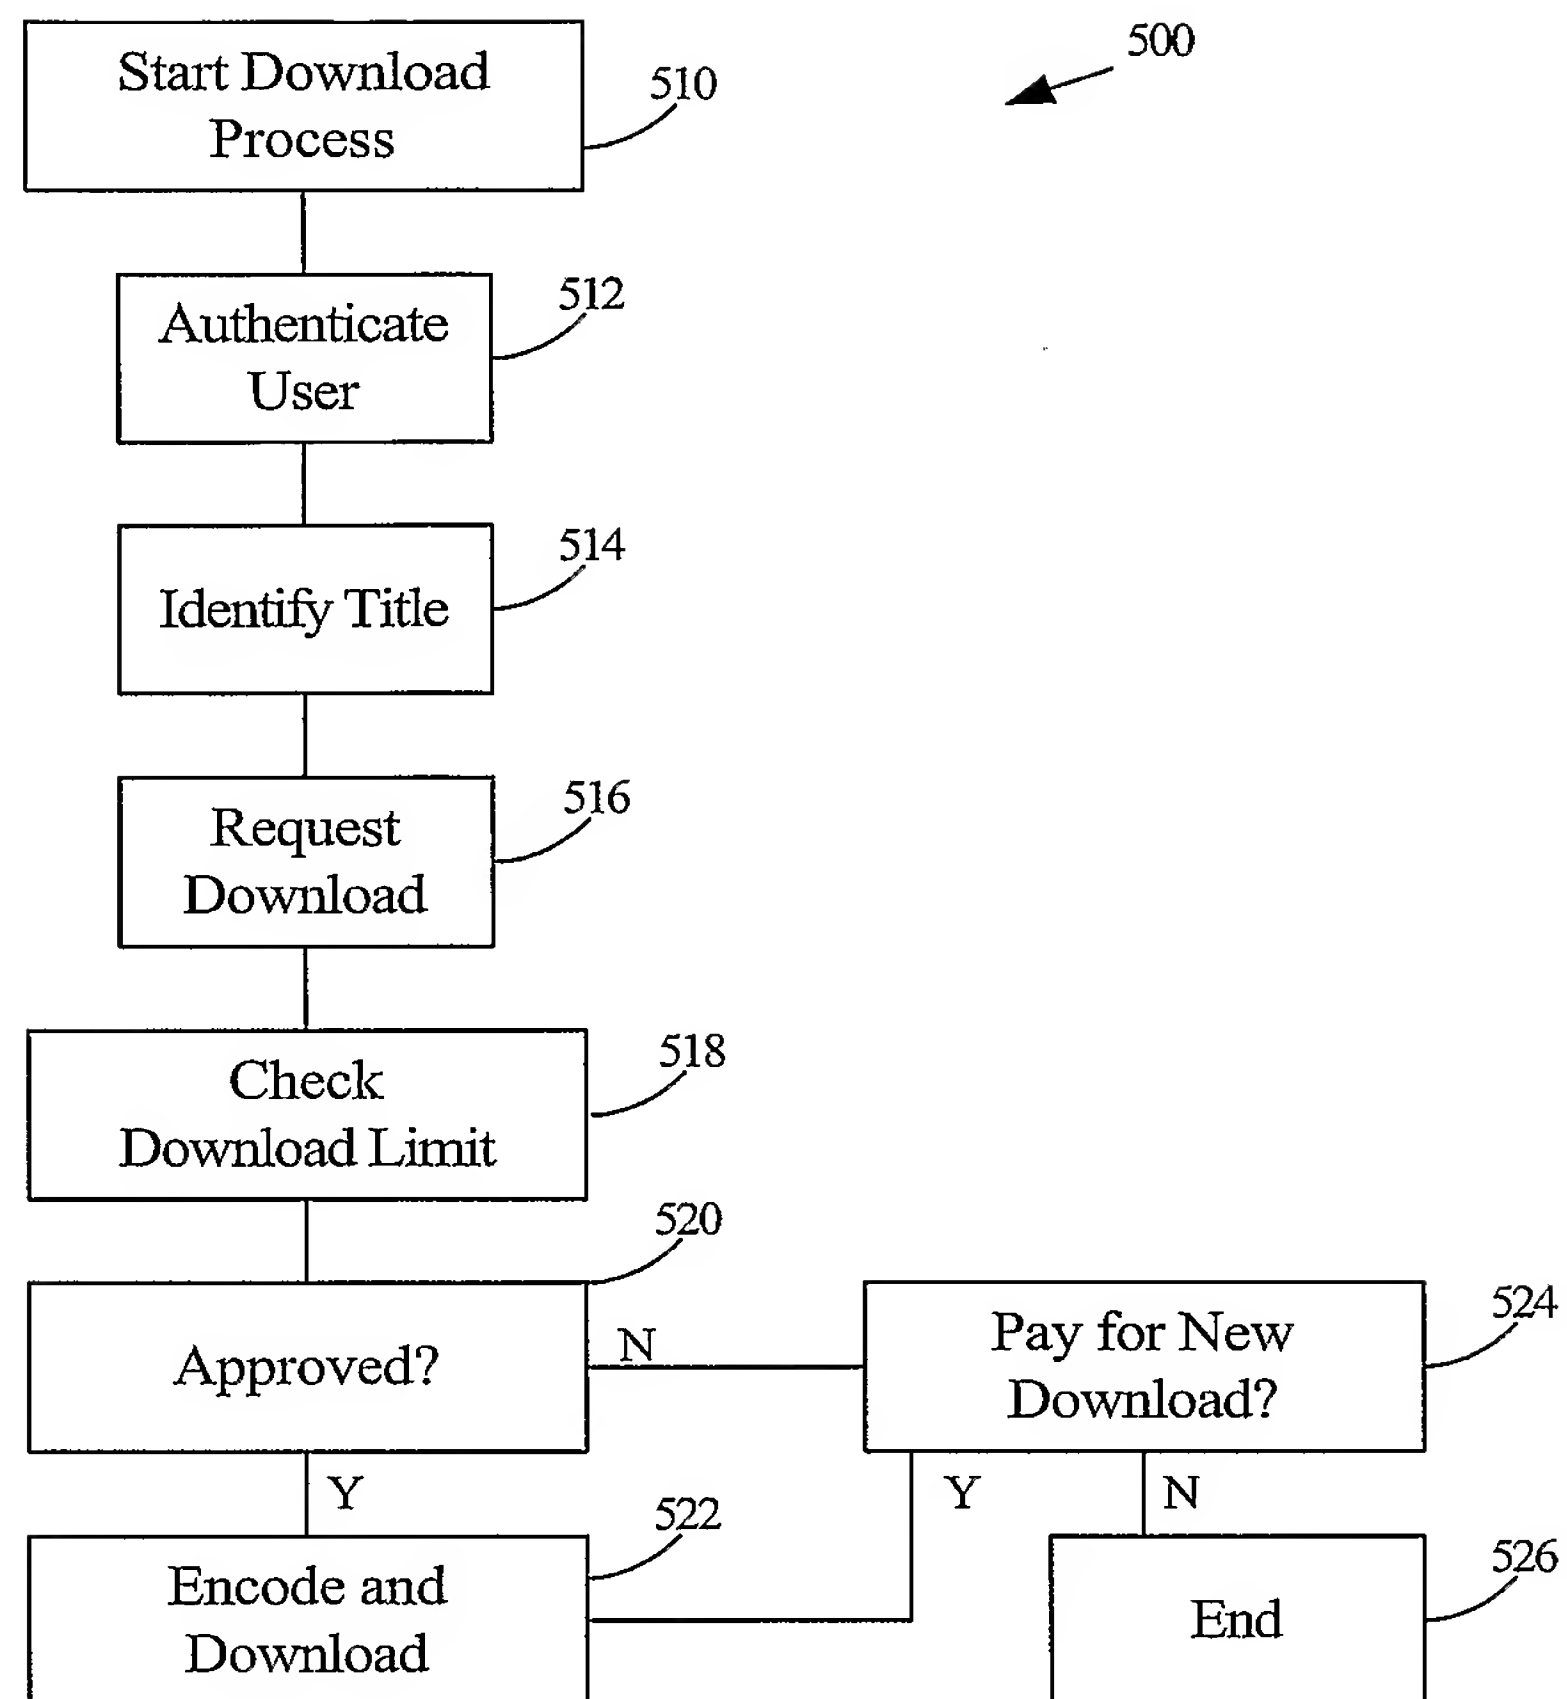 500
Start Download
Process
510
Authenticate
User
512
Identify Title
514
Request
Download
516
Check
Download Limit
518
520
Approved?
N
Pay for New
Download?
524
Y
Y
N
522
Encode and
Download
End
526